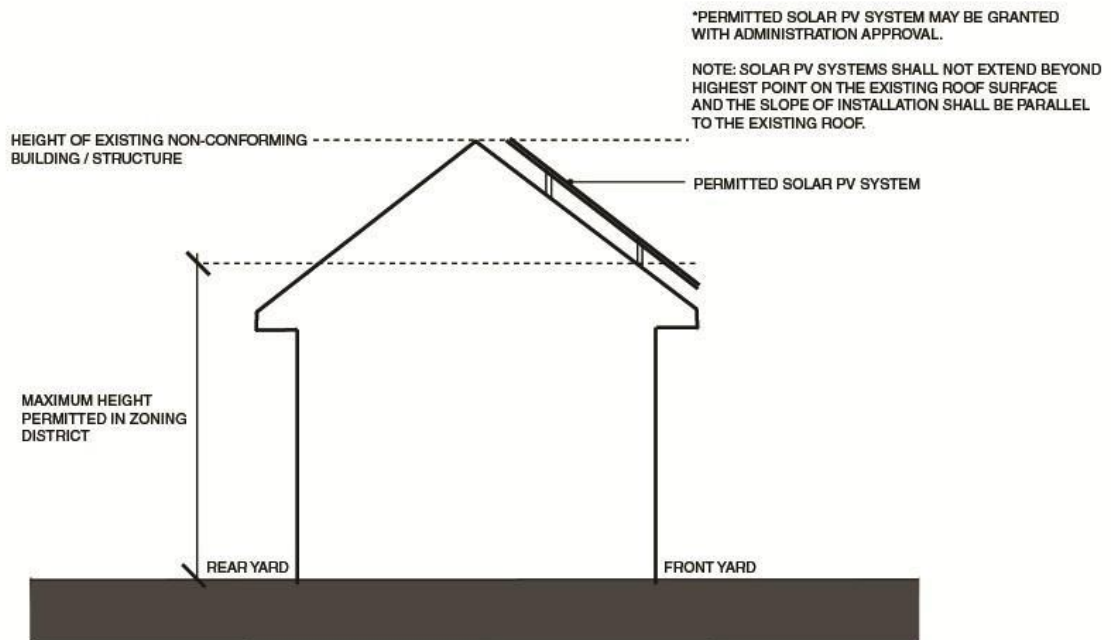 *PERMITTED SOLAR PV SYSTEM MAY BE GRANTED
WITH ADMINISTRATION APPROVAL.
NOTE: SOLAR PV SYSTEMS SHALL NOT EXTEND BEYOND
HIGHEST POINT ON THE EXISTING ROOF SURFACE
AND THE SLOPE OF INSTALLATION SHALL BE PARALLEL
TO THE EXISTING ROOF.
HEIGHT OF EXISTING NON-CONFORMING
BUILDING / STRUCTURE
PERMITTED SOLAR PV SYSTEM
MAXIMUM HEIGHT
PERMITTED IN ZONING
DISTRICT
REAR YARD
FRONT YARD